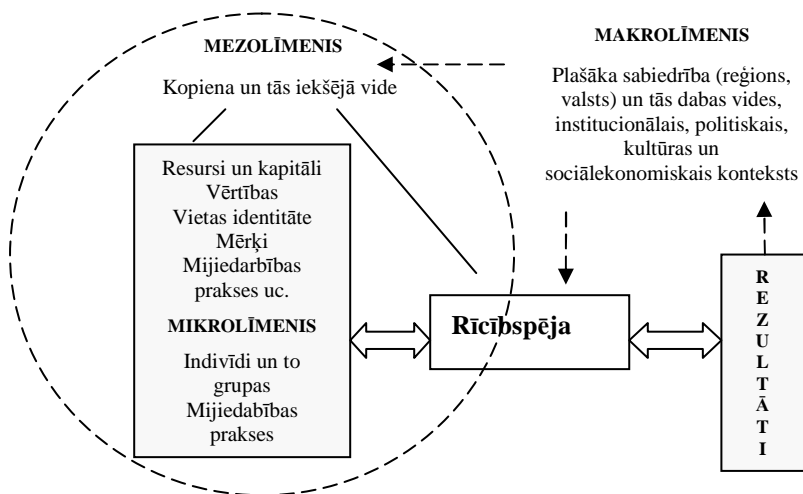 MEZOLĪMENIS
Kopiena un tās iekšējā vide
MAKROLĪMENIS
Plašāka sabiedrība (reģions,
valsts) un tās dabas vides,
institucionālais, politiskais,
kultūras un
sociālekonomiskais konteksts
Resursi un kapitāli
Vērtības
Vietas identitāte
Mērķi
Mijiedarbības
prakses uc.
MIKROLĪMENIS
Indivīdi un to
grupas
Mijiedabības
prakses
Rīcībspēja
R
E
Z
U
L
T
Ā
T
I